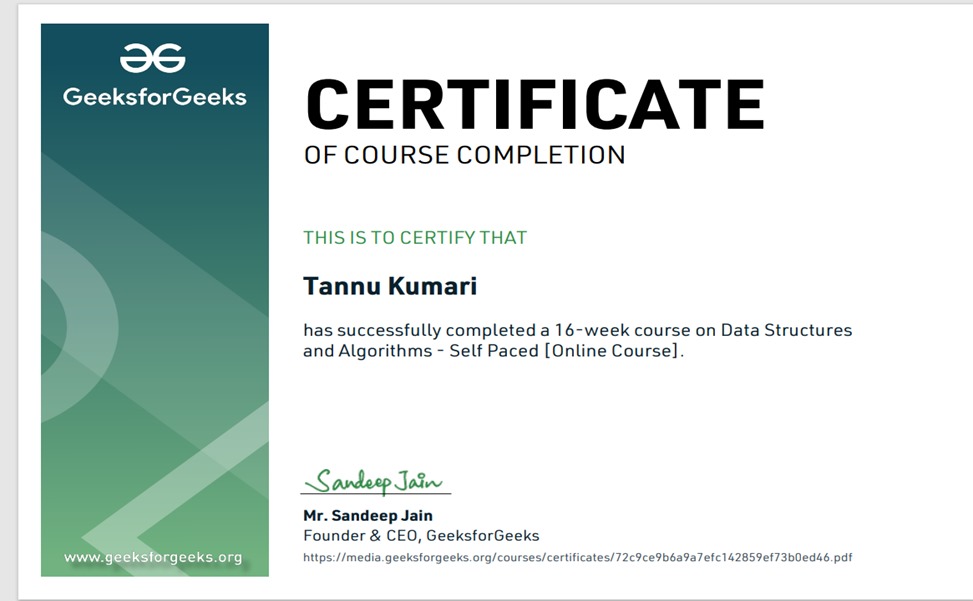 GeeksforGeeks
www.geeksforgeeks.org
CERTIFICATE
OF COURSE COMPLETION
THIS IS TO CERTIFY THAT
Tannu Kumari
has successfully completed a 16-week course on Data Structures
and Algorithms - Self Paced [Online Course].
Sandeep Jain
Mr. Sandeep Jain
Founder & CEO, GeeksforGeeks
https://media.geeksforgeeks.org/courses/certificates/72c9ce9b6a9a7efc142859ef73b0ed46.pdf